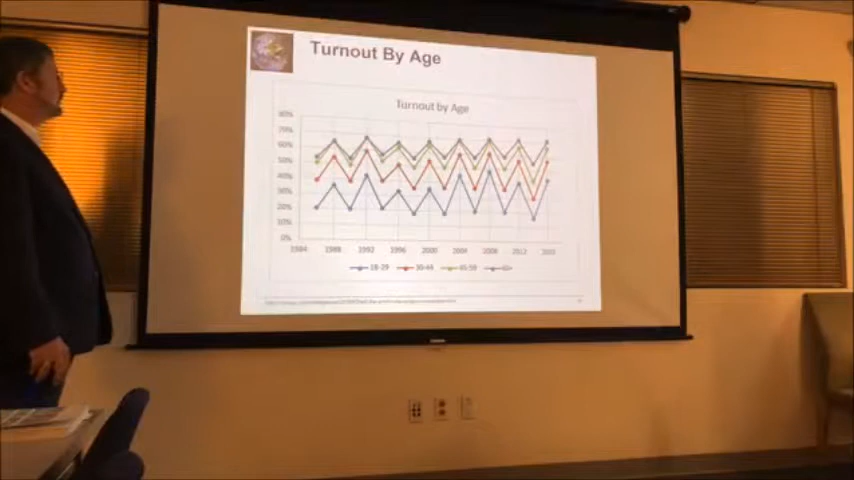 Turnout By Age
Turnout by Age
80%
70%
60%
50%
40%
30%
20%
10%
0%
1984 1988 1992 1996 2000 2004 2008 2012
18-29 30-44 45-59 60+